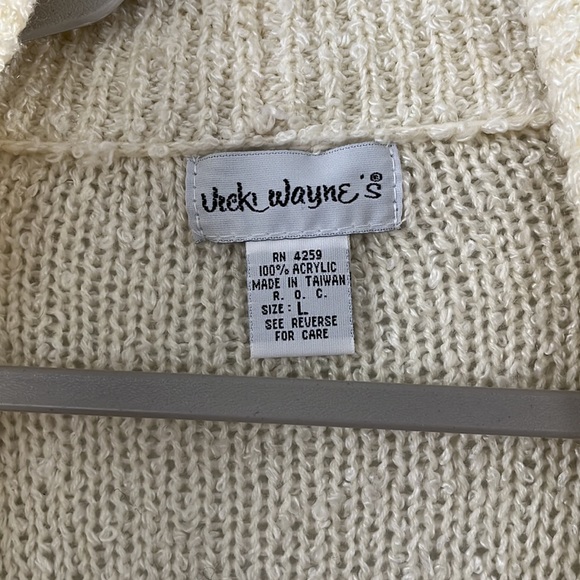 Vicki Wayne's®
RN 4259
100% ACRYLIC
MADE IN TAIWAN
R. O. C.
SIZE: L
SEE REVERSE
FOR CARE